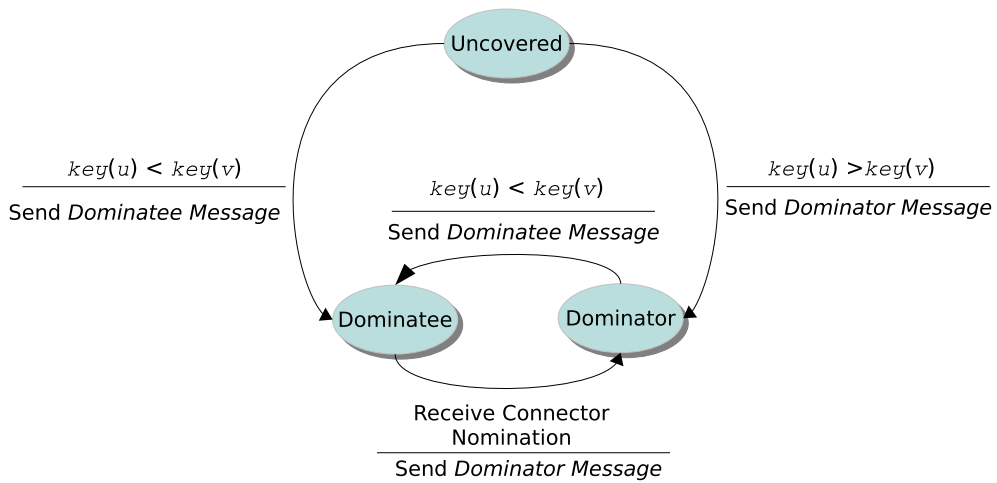 Uncovered
key(u) < key(v)
Send Dominatee Message
key(u) >key(v)
Send Dominator Message
key(u) < key(v)
Send Dominatee Message
Dominatee
Dominator
Receive Connector
Nomination
Send Dominator Message